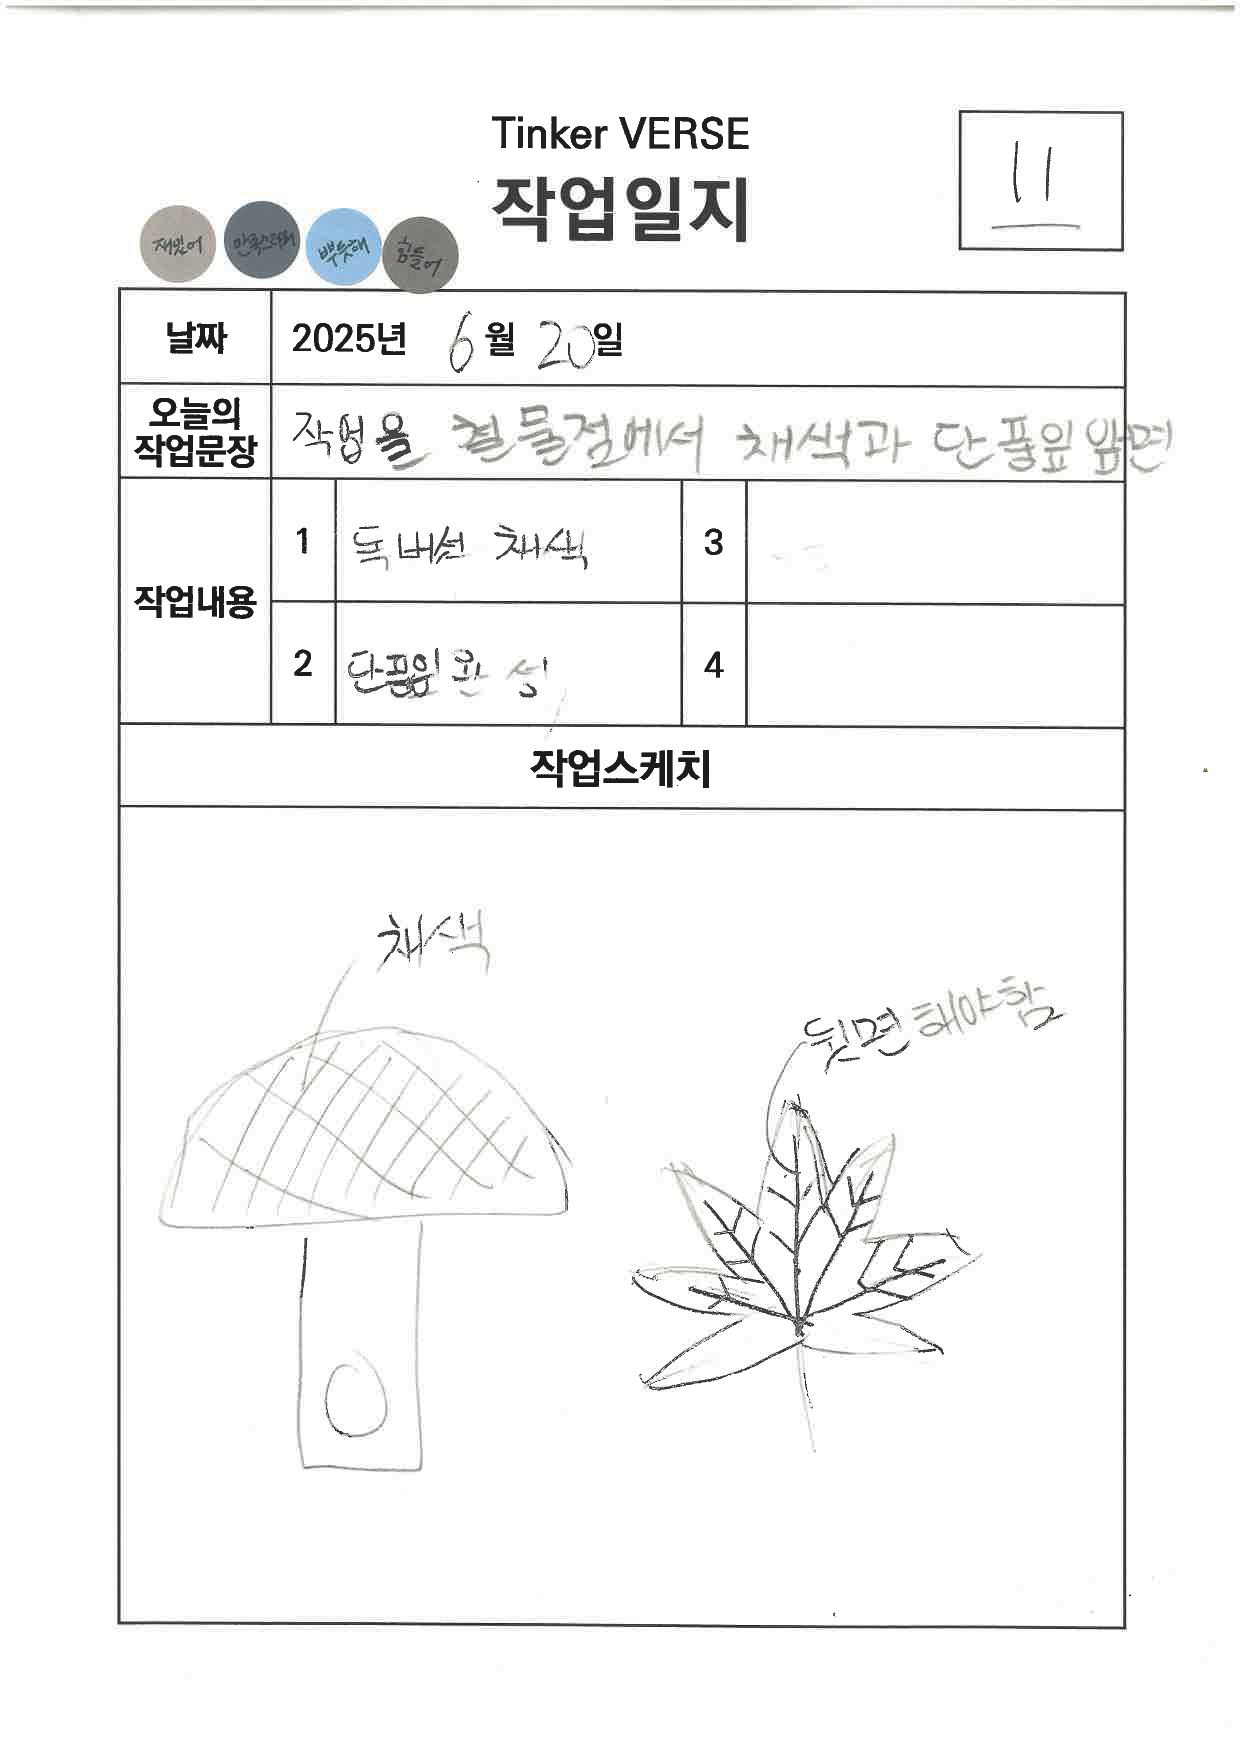 Tinker VERSE
작업일지
11
재밌어
만족스러워
뿌듯해
힘들어
날짜
2025년 6월 20일
오늘의
작업문장
작업을 결물점에서 채색과 단풍잎 앞면
작업내용
1 독버섯 채색
2 단풍잎 완성
3
4
작업스케치
채색
뒷면 해야함